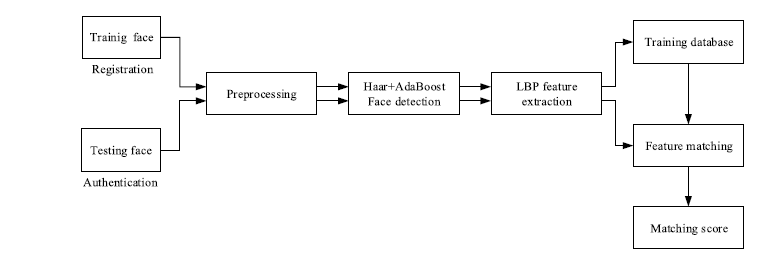 Trainig face
Registration
Testing face
Authentication
Preprocessing
Haar+AdaBoost
Face detection
LBP feature
extraction
Training database
Feature matching
Matching score